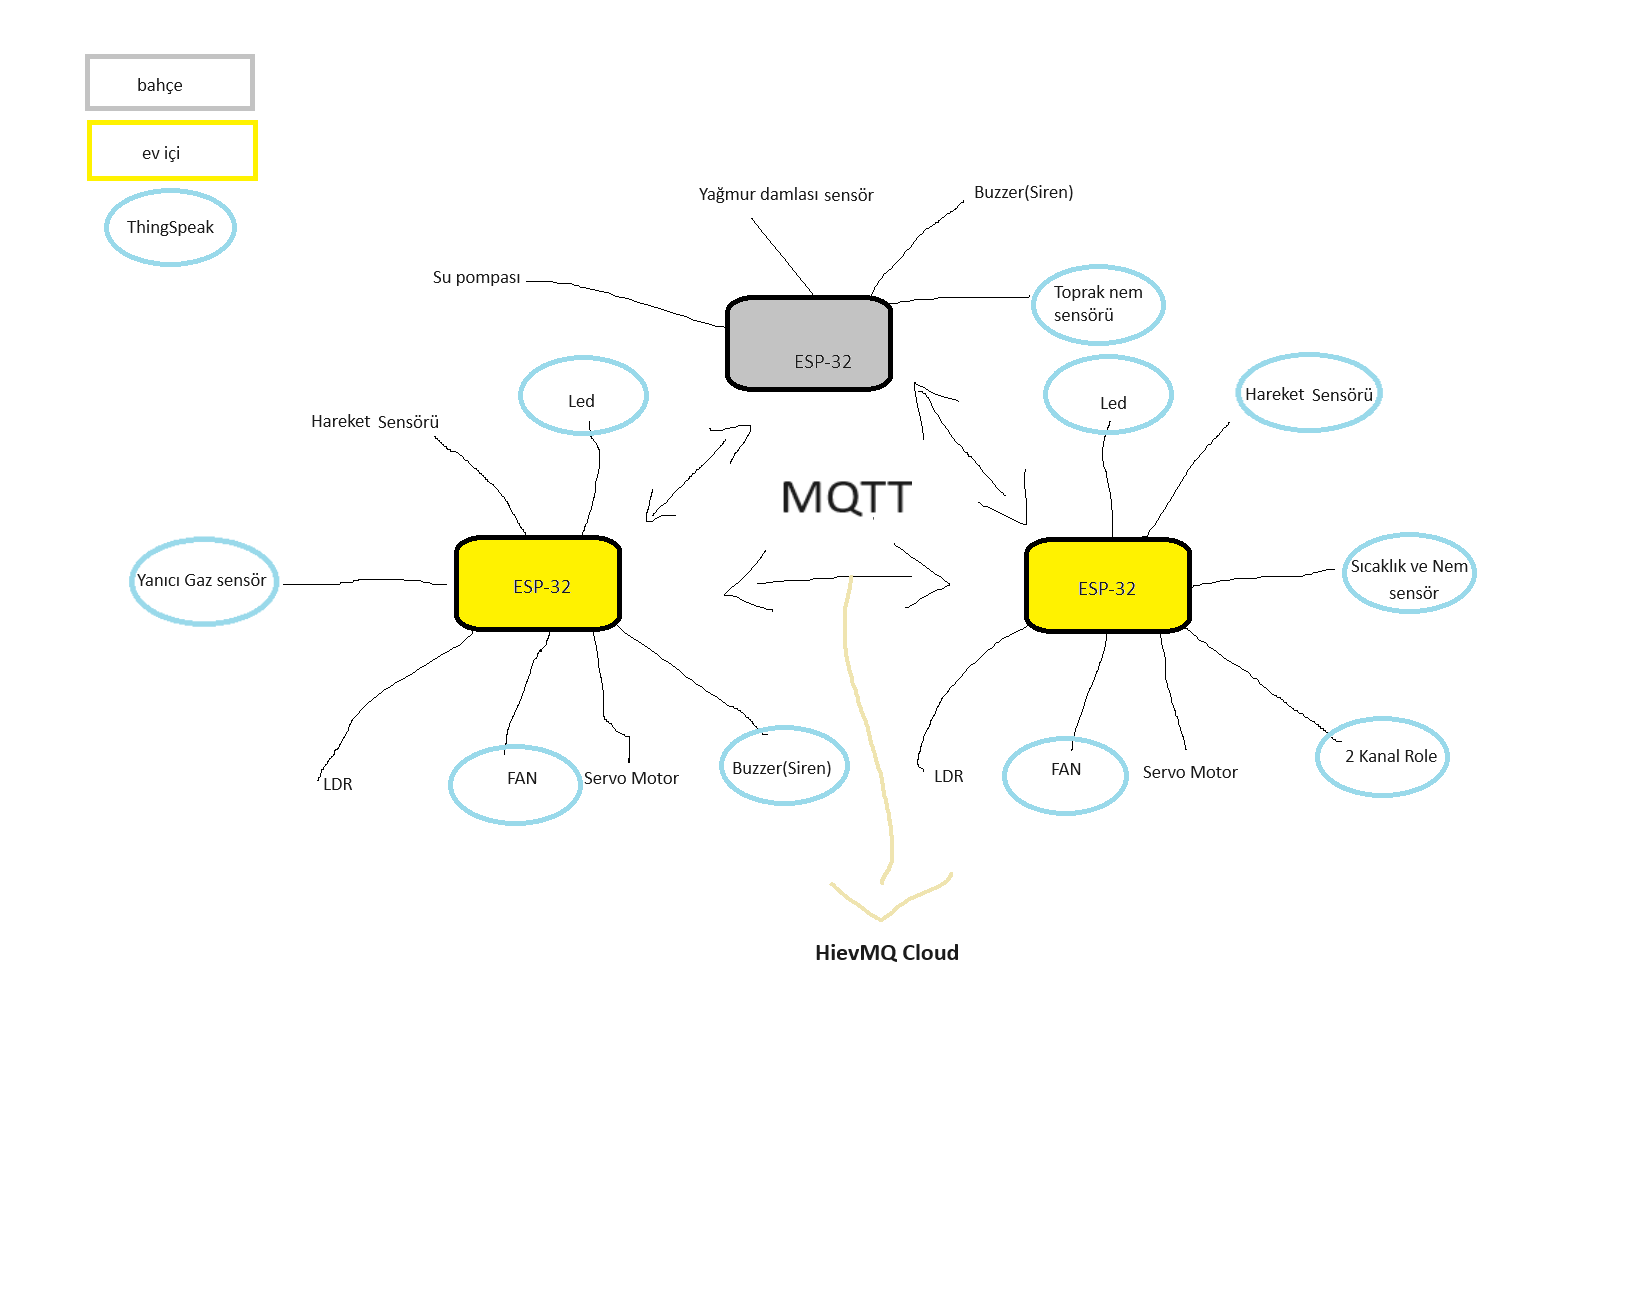 bahçe
ev içi
ThingSpeak
Yağmur damlası sensör
Buzzer(Siren)
Su pompası
Toprak nem
sensörü
ESP-32
Led
Hareket Sensörü
Led
Hareket Sensörü
MQTT
Yanıcı Gaz sensör
ESP-32
ESP-32
Sıcaklık ve Nem
sensör
LDR
FAN
Servo Motor
Buzzer(Siren)
LDR
FAN
Servo Motor
2 Kanal Role
HievMQ Cloud